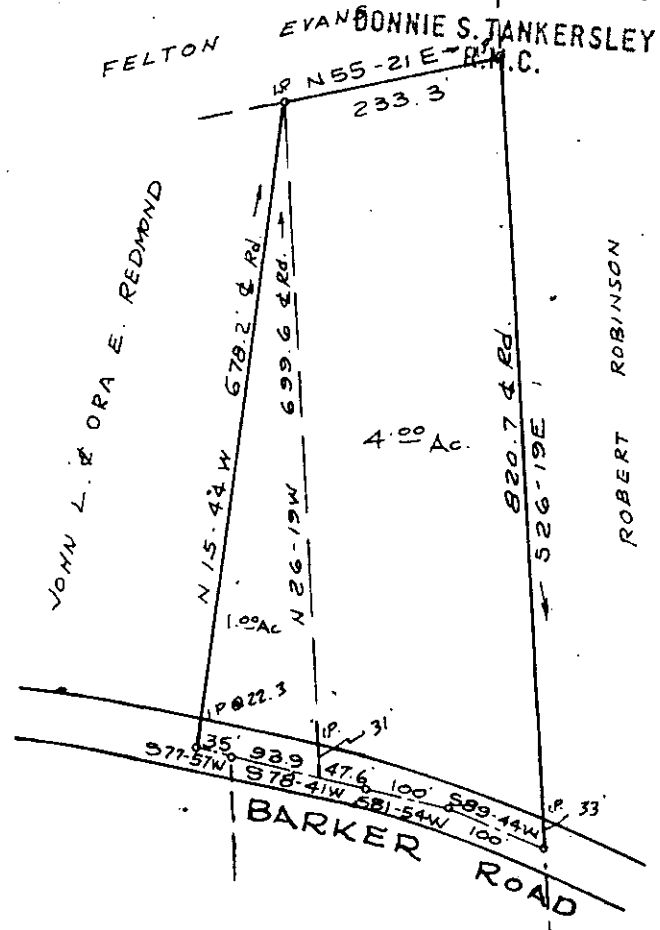 FELTON EVANS
DONNIE S. TANKERSLEY
R.M.C.
I.P.
I.P.
N55-21E
233.3'
JOHN L. & ORA E. REDMOND
N 15-44 W 678.2' ¢ Rd.
N 26-19W 699.6 ¢ Rd.
4.00 Ac.
820.7 ¢ Rd.
S26-19E
ROBERT ROBINSON
1.00 Ac
I.P @ 22.3
I.P.
31'
3.5'
93.9
47.6'
100'
S77-57W
S78-41W
S81-54W
S89-44W
100'
I.P.
33'
BARKER ROAD